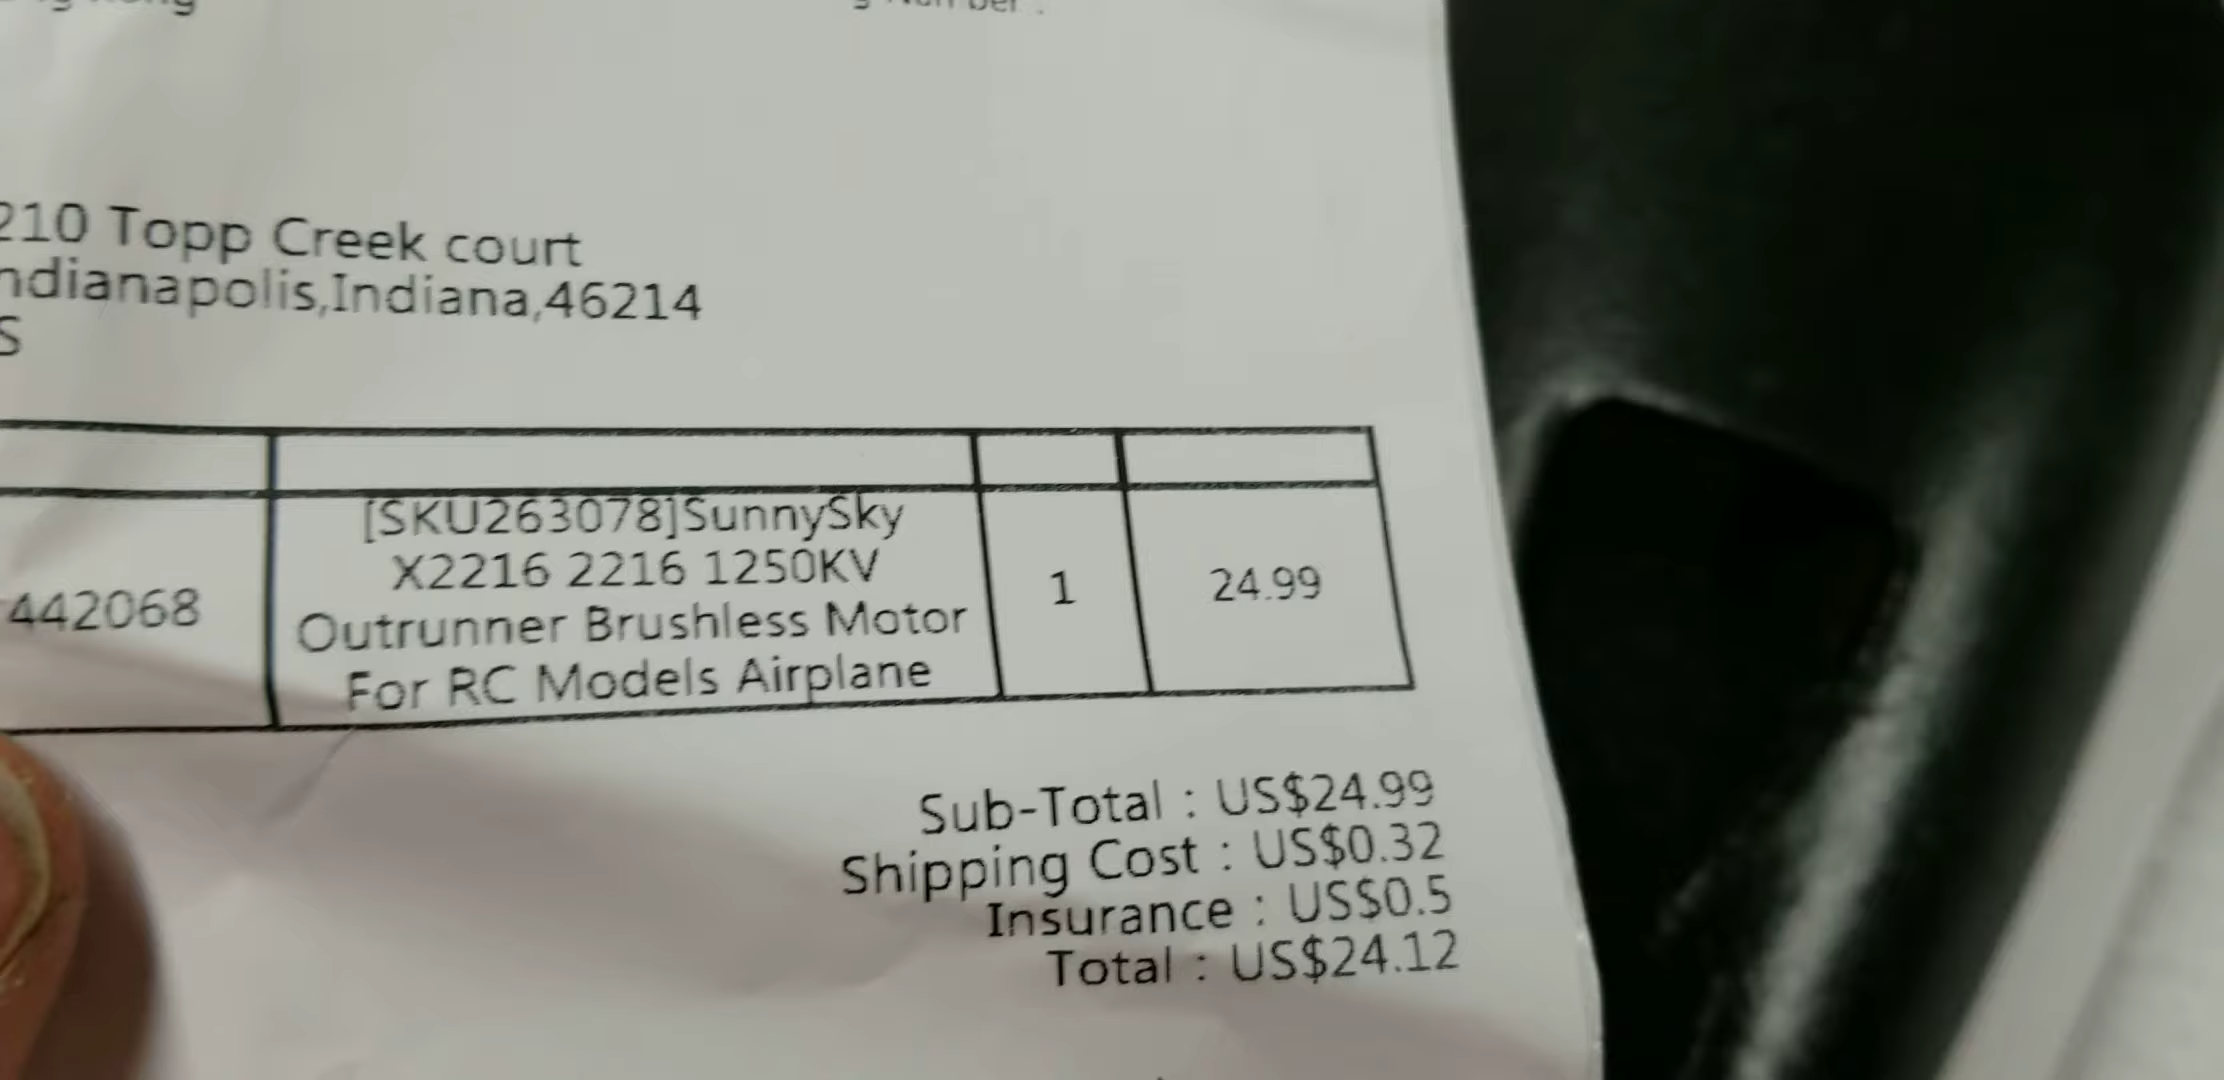 210 Topp Creek court
ndianapolis,Indiana,46214
S
442068
[SKU263078]SunnySky
X2216 2216 1250KV
Outrunner Brushless Motor
For RC Models Airplane
1
24.99
Sub-Total : US$24.99
Shipping Cost : US$0.32
Insurance : US$0.5
Total : US$24.12